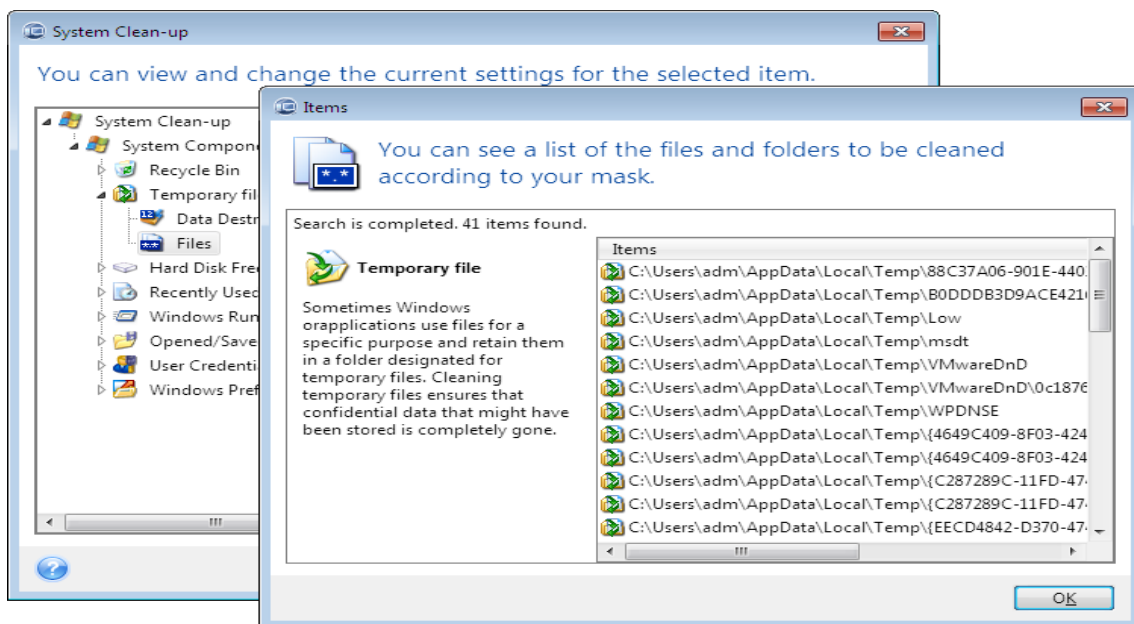 System Clean-up
You can view and change the current settings for the selected item.
System Clean-up
System Compon
Recycle Bin
Temporary fil
Data Destr
Files
Hard Disk Fre
Recently Used
Windows Run
Opened/Save
User Credenti
Windows Pref
Items
You can see a list of the files and folders to be cleaned
according to your mask.
*.*
Search is completed. 41 items found.
Temporary file
Sometimes Windows
orapplications use files for a
specific purpose and retain them
in a folder designated for
temporary files. Cleaning
temporary files ensures that
confidential data that might have
been stored is completely gone.
Items
C:\Users\adm\AppData\Local\Temp\88C37A06-901E-440
C:\Users\adm\AppData\Local\Temp\B0DDDB3D9ACE421
C:\Users\adm\AppData\Local\Temp\Low
C:\Users\adm\AppData\Local\Temp\msdt
C:\Users\adm\AppData\Local\Temp\VMwareDnD
C:\Users\adm\AppData\Local\Temp\VMwareDnD\0c1876
C:\Users\adm\AppData\Local\Temp\WPDNSE
C:\Users\adm\AppData\Local\Temp\{4649C409-8F03-424
C:\Users\adm\AppData\Local\Temp\{4649C409-8F03-424
C:\Users\adm\AppData\Local\Temp\{C287289C-11FD-47
C:\Users\adm\AppData\Local\Temp\{C287289C-11FD-47
C:\Users\adm\AppData\Local\Temp\{EECD4842-D370-47
OK